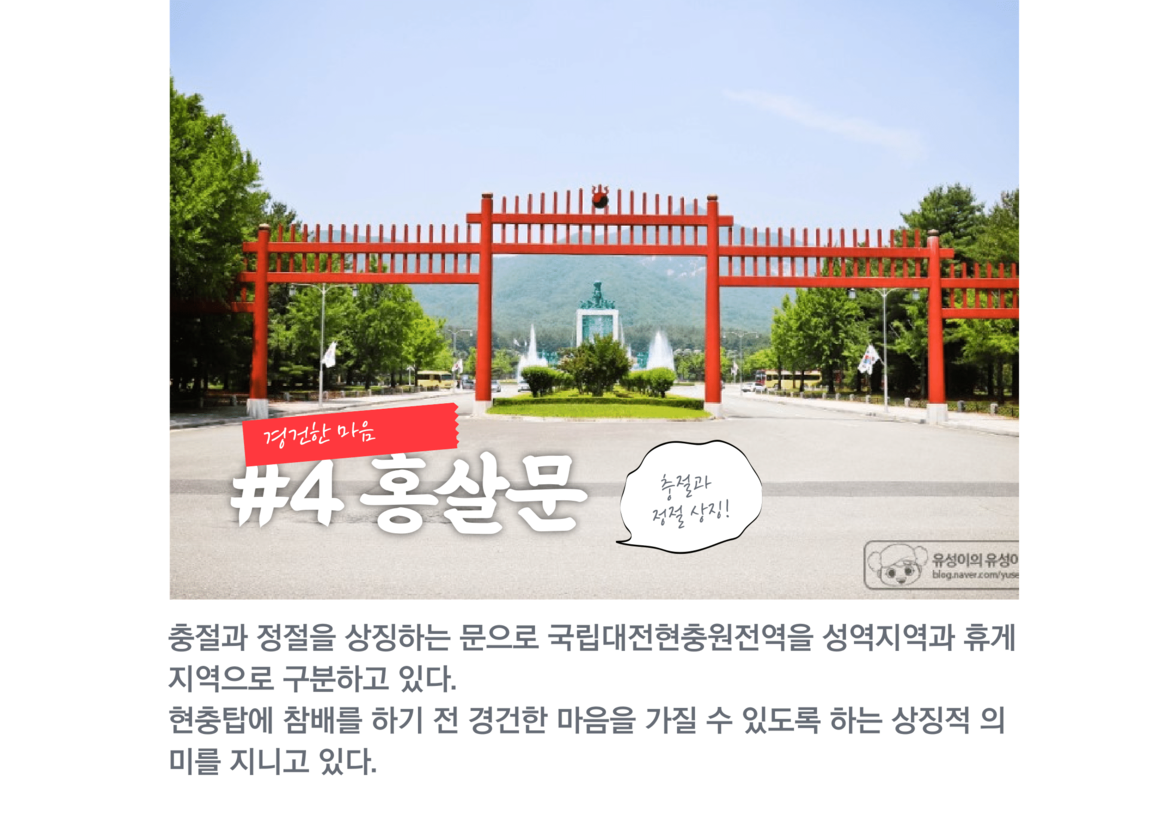 경건한 마음
#4 홍살문
충절과
정절 상징!
유성이의 유성이
blog.naver.com/yuse
충절과 정절을 상징하는 문으로 국립대전현충원전역을 성역지역과 휴게
지역으로 구분하고 있다.
현충탑에 참배를 하기 전 경건한 마음을 가질 수 있도록 하는 상징적 의
미를 지니고 있다.